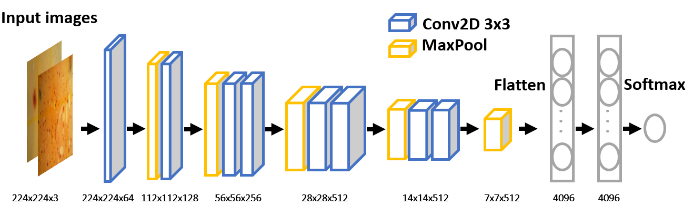 Input images
Conv2D 3x3
MaxPool
Flatten
Softmax
224x224x3
224x224x64
112x112x128
56x56x256
28x28x512
14x14x512
7x7x512
4096
4096